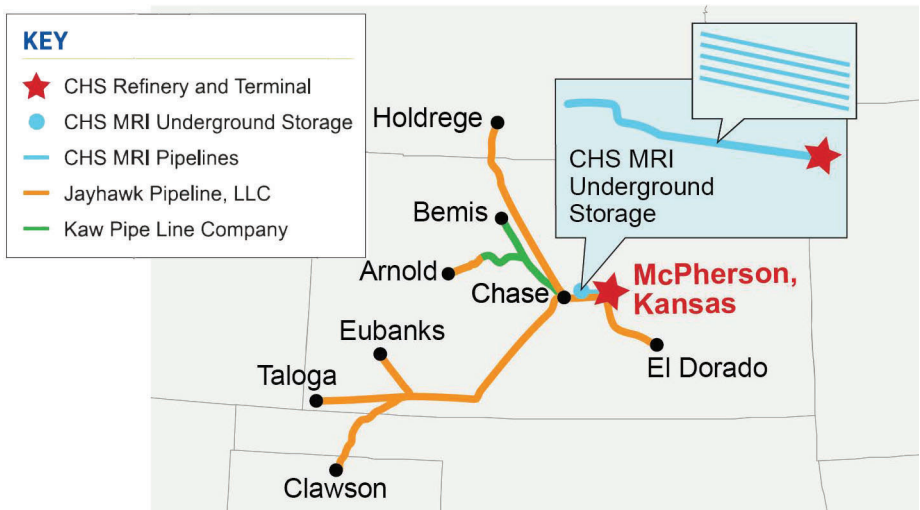 KEY
CHS Refinery and Terminal
CHS MRI Underground Storage
CHS MRI Pipelines
Jayhawk Pipeline, LLC
Kaw Pipe Line Company
Holdrege
CHS MRI
Underground
Storage
Bemis
Arnold
Chase
McPherson,
Kansas
Eubanks
El Dorado
Taloga
Clawson